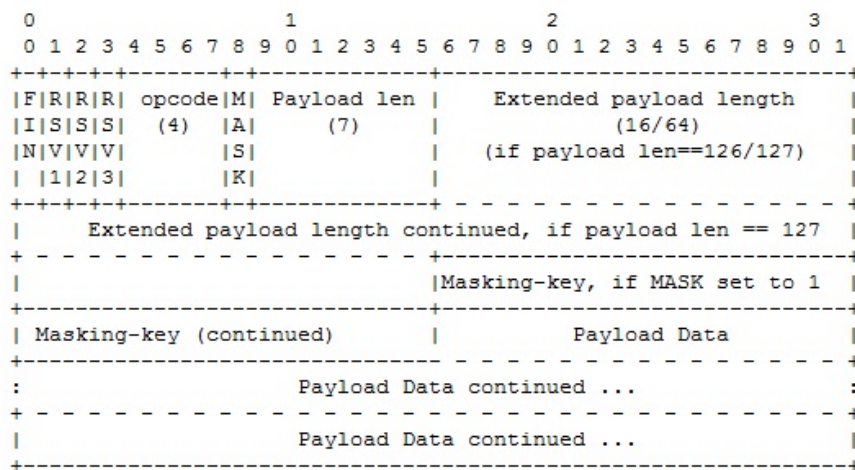 0                   1                   2                   3
 0 1 2 3 4 5 6 7 8 9 0 1 2 3 4 5 6 7 8 9 0 1 2 3 4 5 6 7 8 9 0 1
+-+-+-+-+-------+-+-------------+-------------------------------+
|F|R|R|R| opcode|M| Payload len |    Extended payload length    |
|I|S|S|S|  (4)  |A|     (7)     |             (16/64)           |
|N|V|V|V|       |S|             |   (if payload len==126/127)   |
| |1|2|3|       |K|             |                               |
+-+-+-+-+-------+-+-------------+ - - - - - - - - - - - - - - - +
|     Extended payload length continued, if payload len == 127  |
+ - - - - - - - - - - - - - - - +-------------------------------+
|                               |Masking-key, if MASK set to 1  |
+-------------------------------+-------------------------------+
| Masking-key (continued)       |          Payload Data         |
+-------------------------------- - - - - - - - - - - - - - - - +
:                     Payload Data continued ...                :
+ - - - - - - - - - - - - - - - - - - - - - - - - - - - - - - - +
|                     Payload Data continued ...                |
+---------------------------------------------------------------+